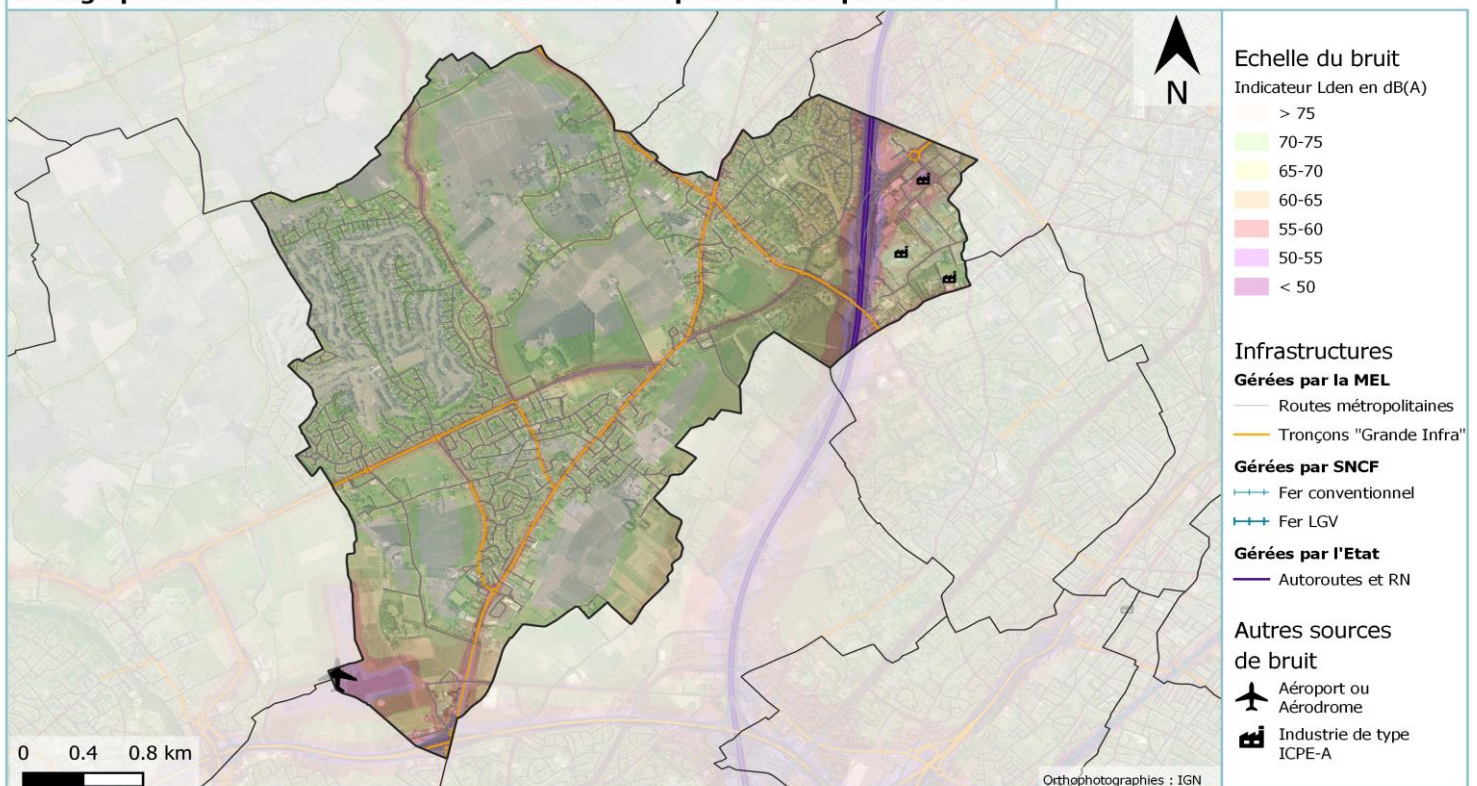 N
Echelle du bruit
Indicateur Lden en dB(A)
> 75
70-75
65-70
60-65
55-60
50-55
< 50
Infrastructures
Gérées par la MEL
Routes métropolitaines
Tronçons "Grande Infra"
Gérées par SNCF
Fer conventionnel
Fer LGV
Gérées par l'Etat
Autoroutes et RN
Autres sources
de bruit
Aéroport ou
Aérodrome
Industrie de type
ICPE-A
0 0.4 0.8 km
Orthophotographies : IGN